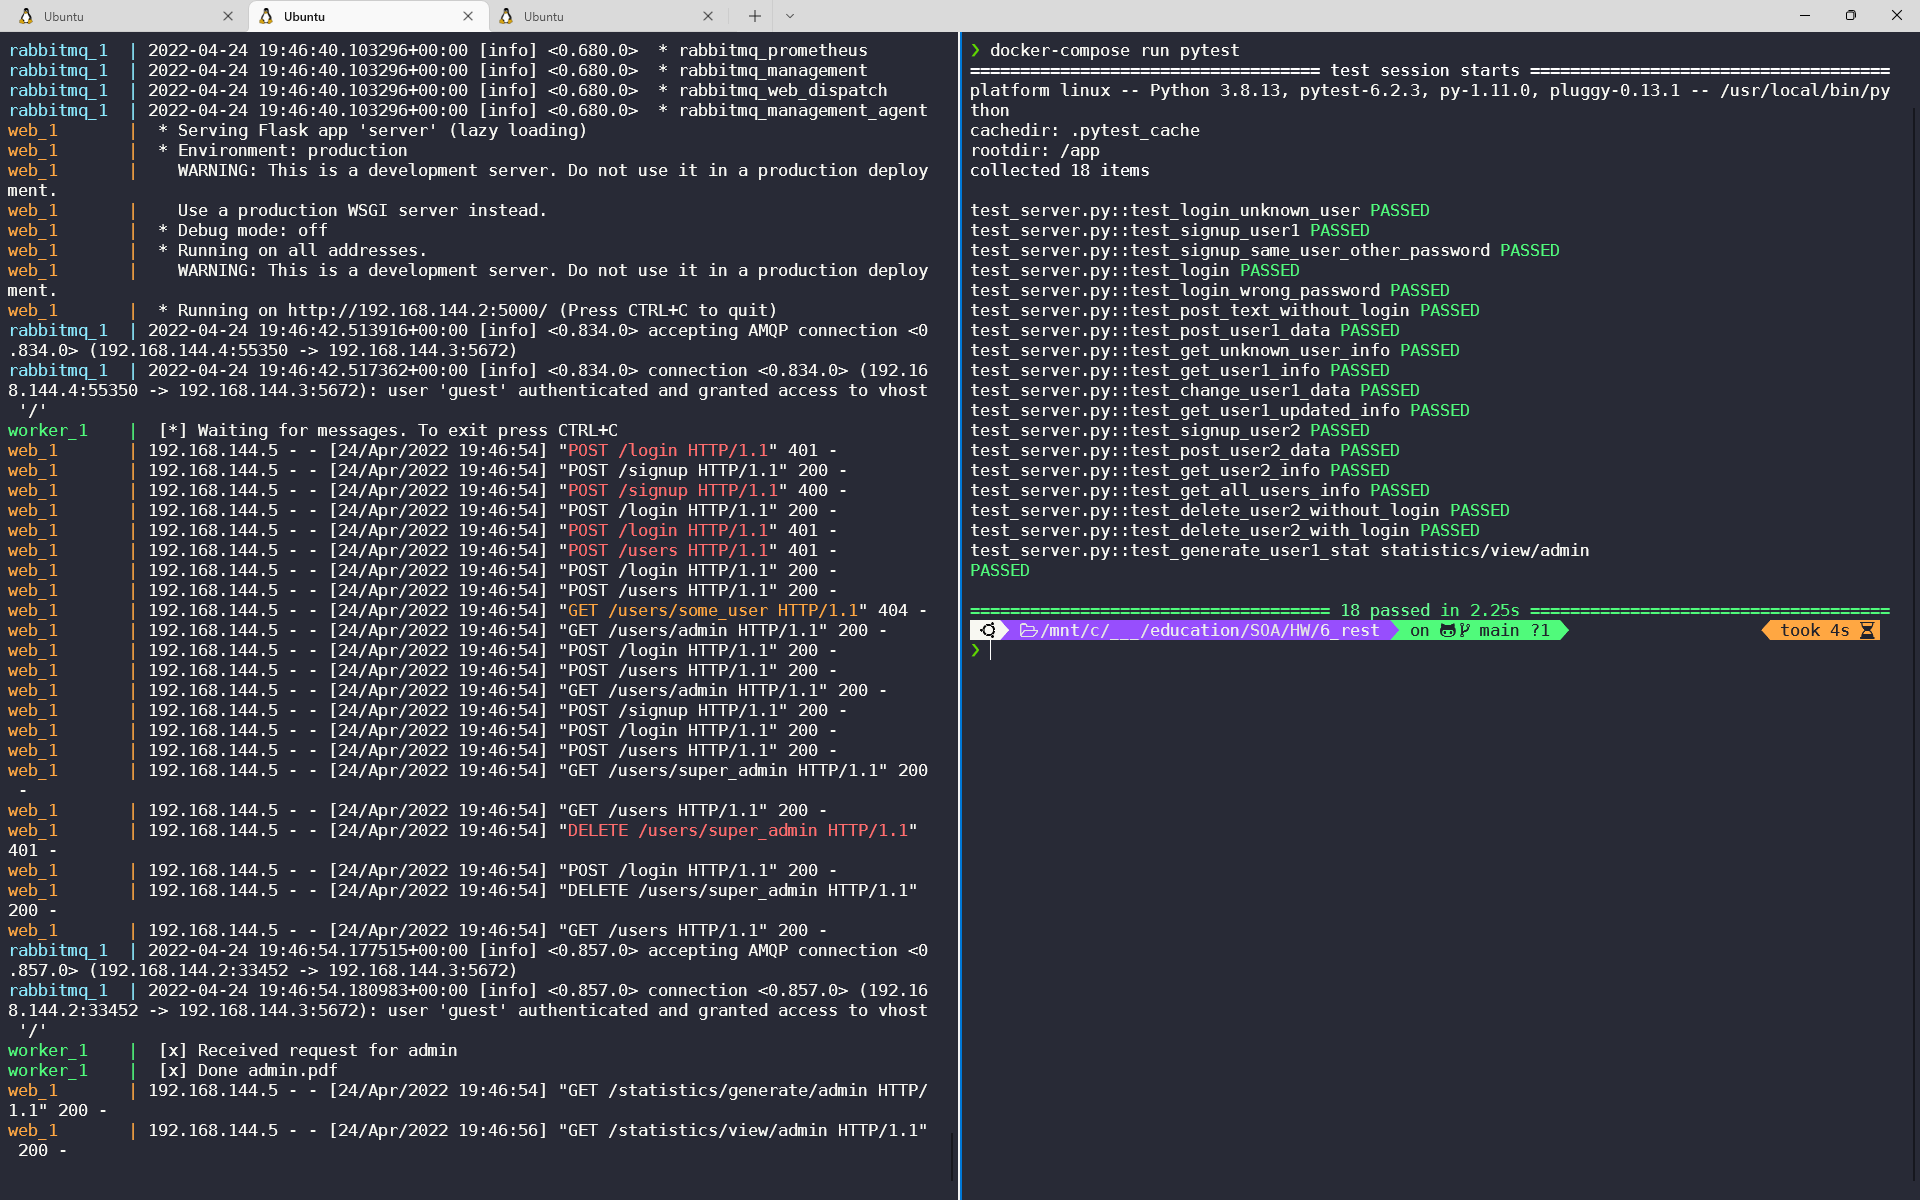 Ubuntu
Ubuntu
Ubuntu
rabbitmq_1  | 2022-04-24 19:46:40.103296+00:00 [info] <0.680.0>  * rabbitmq_prometheus
rabbitmq_1  | 2022-04-24 19:46:40.103296+00:00 [info] <0.680.0>  * rabbitmq_management
rabbitmq_1  | 2022-04-24 19:46:40.103296+00:00 [info] <0.680.0>  * rabbitmq_web_dispatch
rabbitmq_1  | 2022-04-24 19:46:40.103296+00:00 [info] <0.680.0>  * rabbitmq_management_agent
web_1       |  * Serving Flask app 'server' (lazy loading)
web_1       |  * Environment: production
web_1       |    WARNING: This is a development server. Do not use it in a production deploy
ment.
web_1       |    Use a production WSGI server instead.
web_1       |  * Debug mode: off
web_1       |  * Running on all addresses.
web_1       |    WARNING: This is a development server. Do not use it in a production deploy
ment.
web_1       |  * Running on http://192.168.144.2:5000/ (Press CTRL+C to quit)
rabbitmq_1  | 2022-04-24 19:46:42.513916+00:00 [info] <0.834.0> accepting AMQP connection <0
.834.0> (192.168.144.4:55350 -> 192.168.144.3:5672)
rabbitmq_1  | 2022-04-24 19:46:42.517362+00:00 [info] <0.834.0> connection <0.834.0> (192.16
8.144.4:55350 -> 192.168.144.3:5672): user 'guest' authenticated and granted access to vhost
 '/'
worker_1    |  [*] Waiting for messages. To exit press CTRL+C
web_1       | 192.168.144.5 - - [24/Apr/2022 19:46:54] "POST /login HTTP/1.1" 401 -
web_1       | 192.168.144.5 - - [24/Apr/2022 19:46:54] "POST /signup HTTP/1.1" 200 -
web_1       | 192.168.144.5 - - [24/Apr/2022 19:46:54] "POST /signup HTTP/1.1" 400 -
web_1       | 192.168.144.5 - - [24/Apr/2022 19:46:54] "POST /login HTTP/1.1" 200 -
web_1       | 192.168.144.5 - - [24/Apr/2022 19:46:54] "POST /login HTTP/1.1" 401 -
web_1       | 192.168.144.5 - - [24/Apr/2022 19:46:54] "POST /users HTTP/1.1" 401 -
web_1       | 192.168.144.5 - - [24/Apr/2022 19:46:54] "POST /login HTTP/1.1" 200 -
web_1       | 192.168.144.5 - - [24/Apr/2022 19:46:54] "POST /users HTTP/1.1" 200 -
web_1       | 192.168.144.5 - - [24/Apr/2022 19:46:54] "GET /users/some_user HTTP/1.1" 404 -
web_1       | 192.168.144.5 - - [24/Apr/2022 19:46:54] "GET /users/admin HTTP/1.1" 200 -
web_1       | 192.168.144.5 - - [24/Apr/2022 19:46:54] "POST /login HTTP/1.1" 200 -
web_1       | 192.168.144.5 - - [24/Apr/2022 19:46:54] "POST /users HTTP/1.1" 200 -
web_1       | 192.168.144.5 - - [24/Apr/2022 19:46:54] "GET /users/admin HTTP/1.1" 200 -
web_1       | 192.168.144.5 - - [24/Apr/2022 19:46:54] "POST /signup HTTP/1.1" 200 -
web_1       | 192.168.144.5 - - [24/Apr/2022 19:46:54] "POST /login HTTP/1.1" 200 -
web_1       | 192.168.144.5 - - [24/Apr/2022 19:46:54] "POST /users HTTP/1.1" 200 -
web_1       | 192.168.144.5 - - [24/Apr/2022 19:46:54] "GET /users/super_admin HTTP/1.1" 200
 -
web_1       | 192.168.144.5 - - [24/Apr/2022 19:46:54] "GET /users HTTP/1.1" 200 -
web_1       | 192.168.144.5 - - [24/Apr/2022 19:46:54] "DELETE /users/super_admin HTTP/1.1"
401 -
web_1       | 192.168.144.5 - - [24/Apr/2022 19:46:54] "POST /login HTTP/1.1" 200 -
web_1       | 192.168.144.5 - - [24/Apr/2022 19:46:54] "DELETE /users/super_admin HTTP/1.1"
200 -
web_1       | 192.168.144.5 - - [24/Apr/2022 19:46:54] "GET /users HTTP/1.1" 200 -
rabbitmq_1  | 2022-04-24 19:46:54.177515+00:00 [info] <0.857.0> accepting AMQP connection <0
.857.0> (192.168.144.2:33452 -> 192.168.144.3:5672)
rabbitmq_1  | 2022-04-24 19:46:54.180983+00:00 [info] <0.857.0> connection <0.857.0> (192.16
8.144.2:33452 -> 192.168.144.3:5672): user 'guest' authenticated and granted access to vhost
 '/'
worker_1    |  [x] Received request for admin
worker_1    |  [x] Done admin.pdf
web_1       | 192.168.144.5 - - [24/Apr/2022 19:46:54] "GET /statistics/generate/admin HTTP/
1.1" 200 -
web_1       | 192.168.144.5 - - [24/Apr/2022 19:46:56] "GET /statistics/view/admin HTTP/1.1"
 200 -
❯ docker-compose run pytest
=================================== test session starts ====================================
platform linux -- Python 3.8.13, pytest-6.2.3, py-1.11.0, pluggy-0.13.1 -- /usr/local/bin/py
thon
cachedir: .pytest_cache
rootdir: /app
collected 18 items
test_server.py::test_login_unknown_user PASSED
test_server.py::test_signup_user1 PASSED
test_server.py::test_signup_same_user_other_password PASSED
test_server.py::test_login PASSED
test_server.py::test_login_wrong_password PASSED
test_server.py::test_post_text_without_login PASSED
test_server.py::test_post_user1_data PASSED
test_server.py::test_get_unknown_user_info PASSED
test_server.py::test_get_user1_info PASSED
test_server.py::test_change_user1_data PASSED
test_server.py::test_get_user1_updated_info PASSED
test_server.py::test_signup_user2 PASSED
test_server.py::test_post_user2_data PASSED
test_server.py::test_get_user2_info PASSED
test_server.py::test_get_all_users_info PASSED
test_server.py::test_delete_user2_without_login PASSED
test_server.py::test_delete_user2_with_login PASSED
test_server.py::test_generate_user1_stat statistics/view/admin
PASSED
==================================== 18 passed in 2.25s ====================================
/mnt/c/___/education/SOA/HW/6_rest on main ?1 took 4s
❯